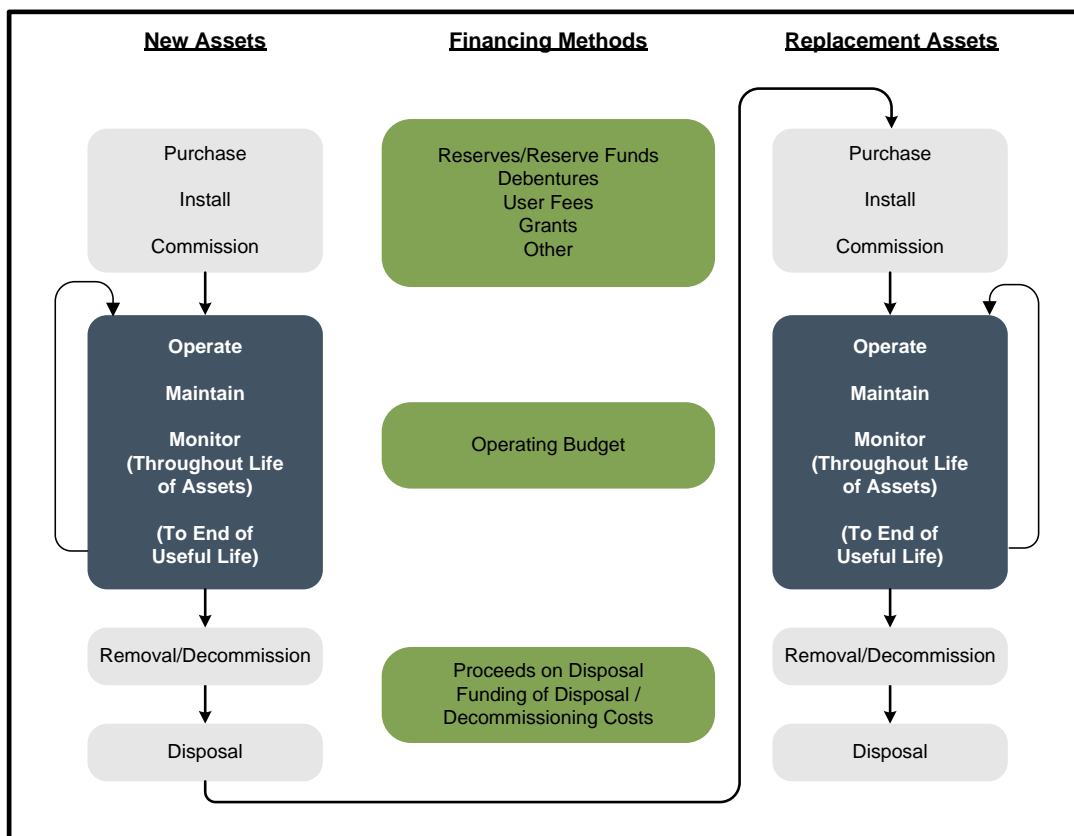 New Assets
Purchase
Install
Commission
Operate
Maintain
Monitor
(Throughout Life
of Assets)
(To End of
Useful Life)
Removal/Decommission
Disposal
Financing Methods
Reserves/Reserve Funds
Debentures
User Fees
Grants
Other
Operating Budget
Proceeds on Disposal
Funding of Disposal /
Decommissioning Costs
Replacement Assets
Purchase
Install
Commission
Operate
Maintain
Monitor
(Throughout Life
of Assets)
(To End of
Useful Life)
Removal/Decommission
Disposal